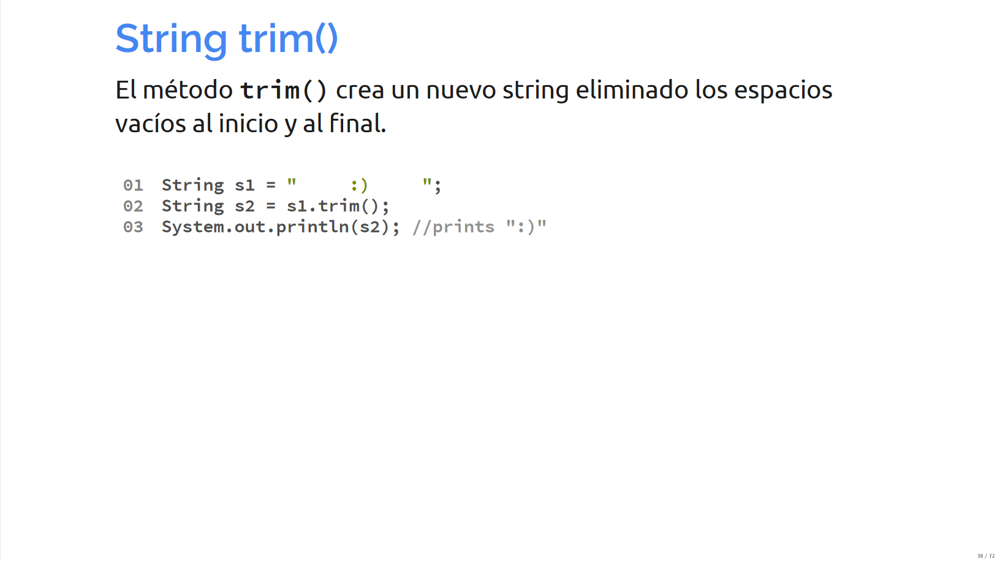 String trim()
El método trim() crea un nuevo string eliminado los espacios
vacíos al inicio y al final.
01 String s1 = "     :)     ";
02 String s2 = s1.trim();
03 System.out.println(s2); //prints ":)"
38 / 72